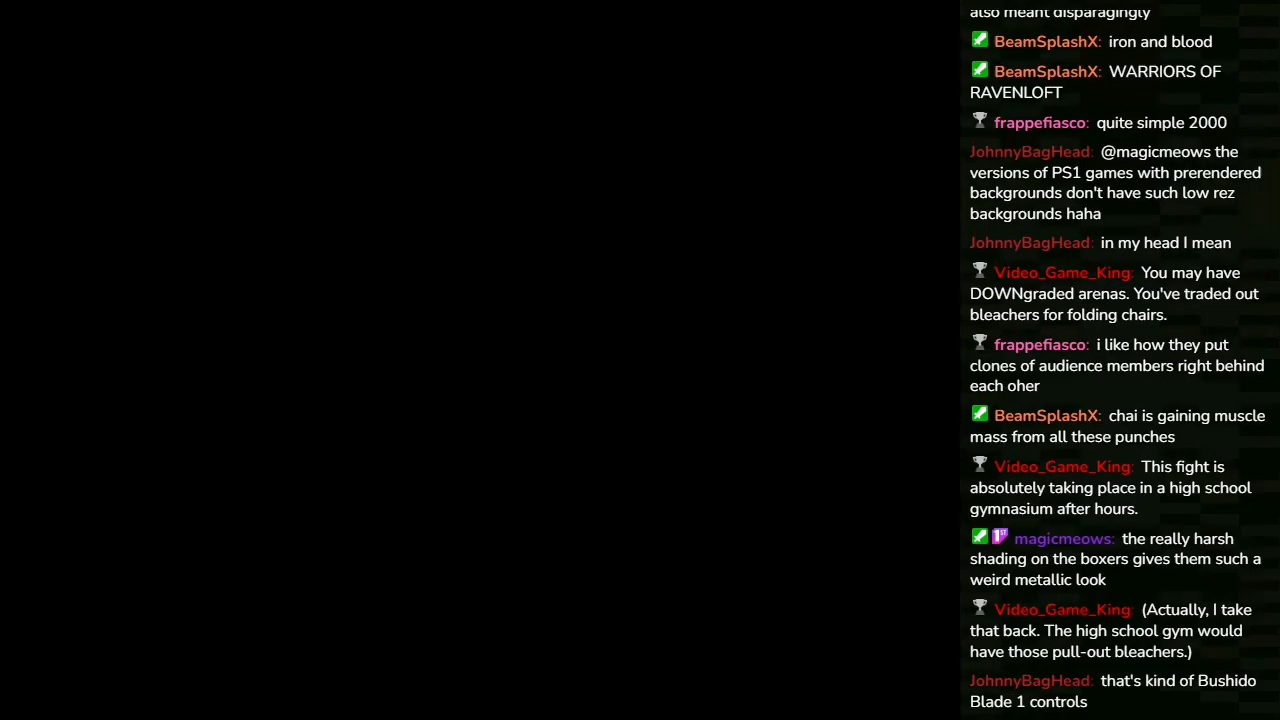 also meant disparagingly
BeamSplashX: iron and blood
BeamSplashX: WARRIORS OF
RAVENLOFT
frappefiasco: quite simple 2000
JohnnyBagHead: @magicmeows the
versions of PS1 games with prerendered
backgrounds don't have such low rez
backgrounds haha
JohnnyBagHead: in my head I mean
Video_Game_King: You may have
DOWNgraded arenas. You've traded out
bleachers for folding chairs.
frappefiasco: i like how they put
clones of audience members right behind
each oher
BeamSplashX: chai is gaining muscle
mass from all these punches
Video_Game_King: This fight is
absolutely taking place in a high school
gymnasium after hours.
magicmeows: the really harsh
shading on the boxers gives them such a
weird metallic look
Video_Game_King: (Actually, I take
that back. The high school gym would
have those pull-out bleachers.)
JohnnyBagHead: that's kind of Bushido
Blade 1 controls